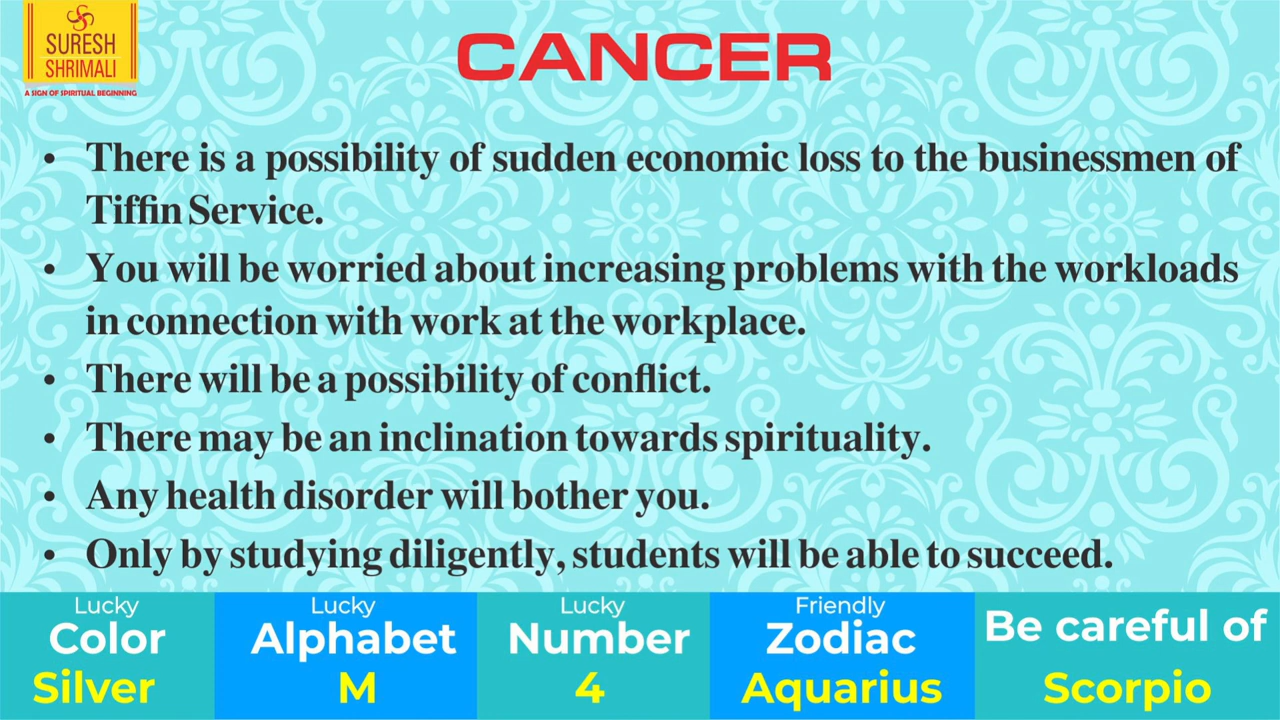 SURESH
SHRIMALI
A SIGN OF SPIRITUAL BEGINNING
CANCER
• There is a possibility of sudden economic loss to the businessmen of
Tiffin Service.
• You will be worried about increasing problems with the workloads
in connection with work at the workplace.
• There will be a possibility of conflict.
• There may be an inclination towards spirituality.
• Any health disorder will bother you.
• Only by studying diligently, students will be able to succeed.
Lucky
Color
Silver
Lucky
Alphabet
M
Lucky
Number
4
Friendly
Zodiac
Aquarius
Be careful of
Scorpio